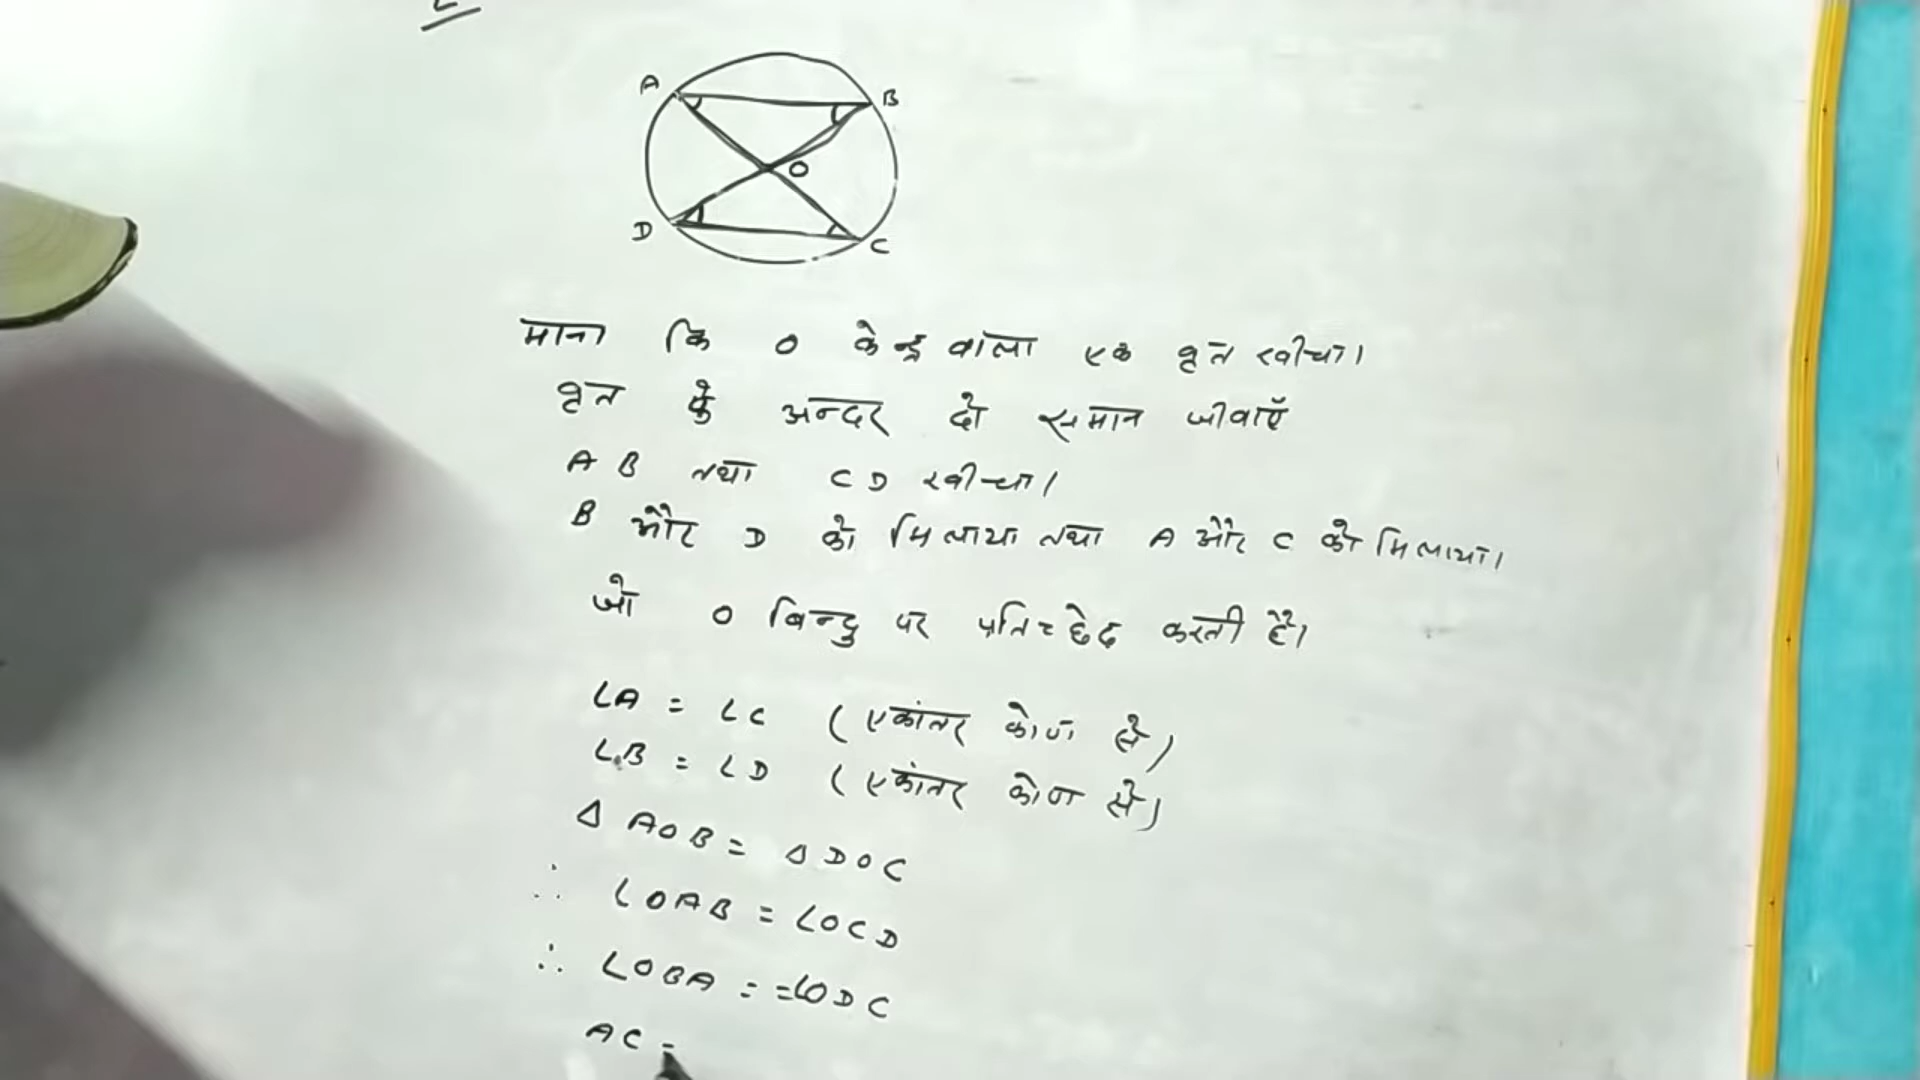 A
B
O
D
C
माना कि O केन्द्र वाला एक वृत खीचा।
वृत के अन्दर दो समान जीवाएँ
AB तथा CD खीचा।
B और D को मिलाया तथा A और C को मिलाया।
जो O बिन्दु पर प्रतिच्छेद करती है।
∠A = ∠C (एकांतर कोण से)
∠B = ∠D (एकांतर कोण से)
Δ AOB = Δ DOC
∴ ∠OAB = ∠OCD
∴ ∠OBA = = ∠ODC
AC =